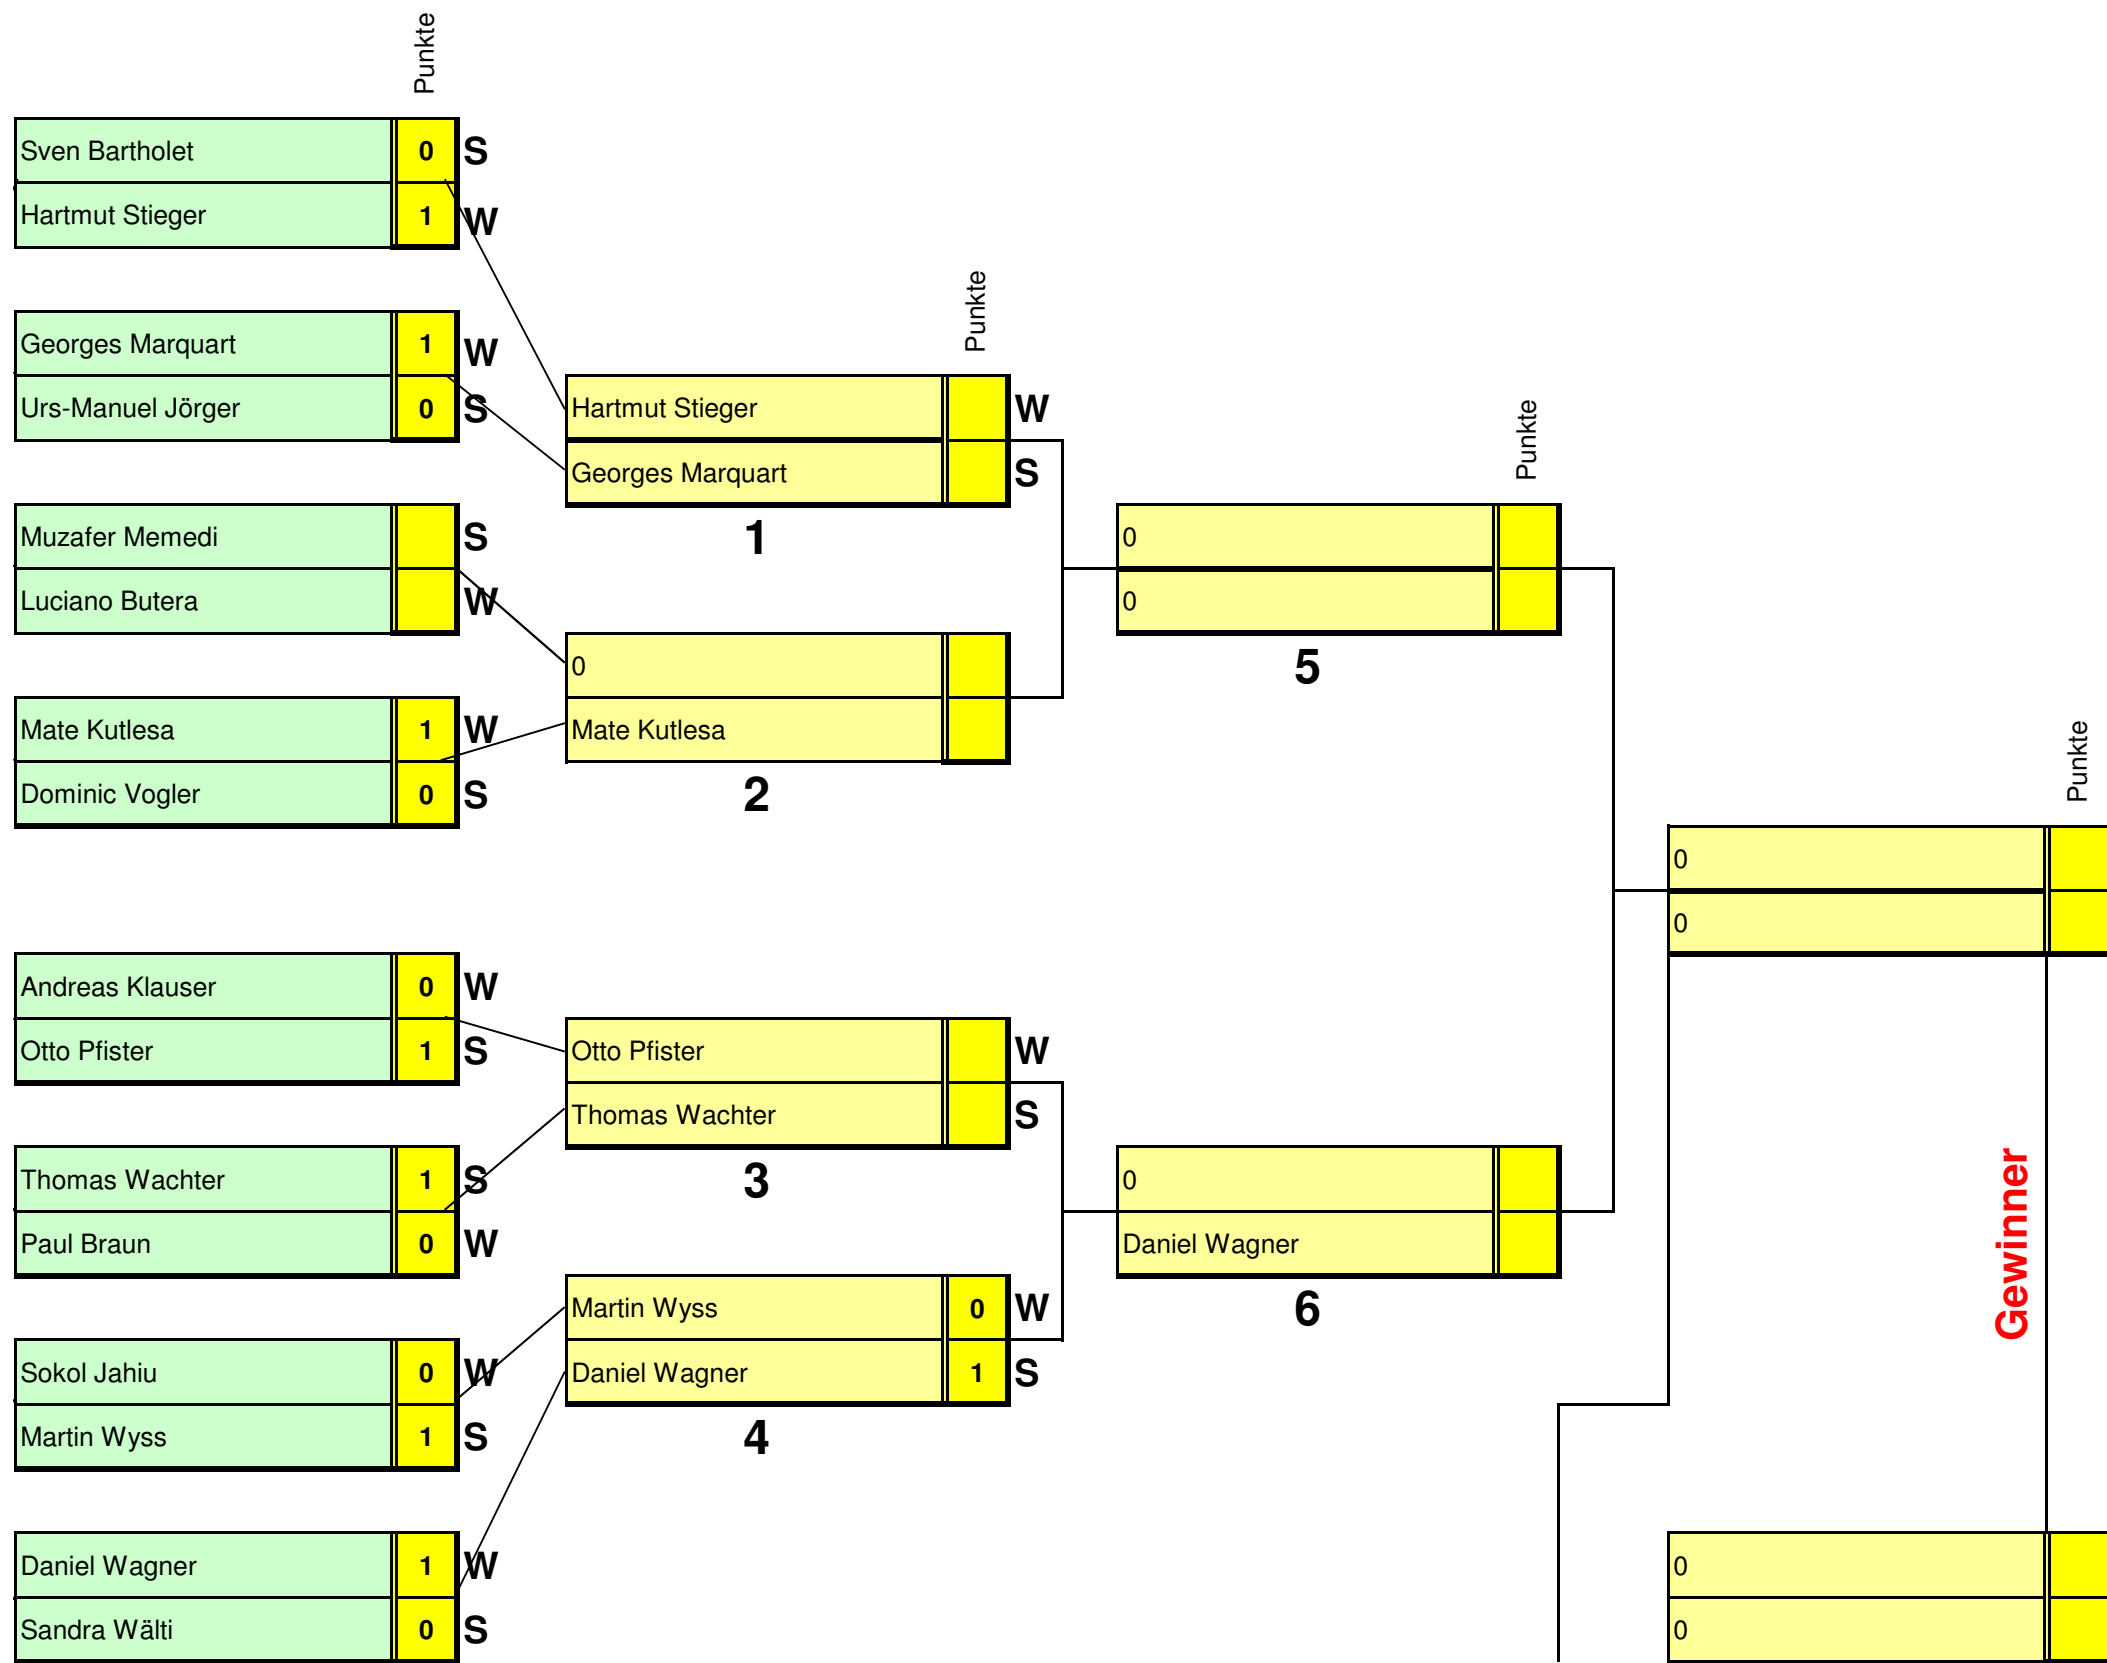 Punkte
Sven Bartholet 0 S
Hartmut Stieger 1 W
Georges Marquart 1 W
Urs-Manuel Jörger 0 S
Muzafer Memedi S
Luciano Butera W
Mate Kutlesa 1 W
Dominic Vogler 0 S
Andreas Klauser 0 W
Otto Pfister 1 S
Thomas Wachter 1 S
Paul Braun 0 W
Sokol Jahiu 0 W
Martin Wyss 1 S
Daniel Wagner 1 W
Sandra Wälti 0 S
Punkte
Hartmut Stieger W
Georges Marquart S
1
0
Mate Kutlesa
2
Otto Pfister W
Thomas Wachter S
3
Martin Wyss 0 W
Daniel Wagner 1 S
4
Punkte
0
0
5
0
Daniel Wagner
6
Punkte
0
0
Gewinner
0
0